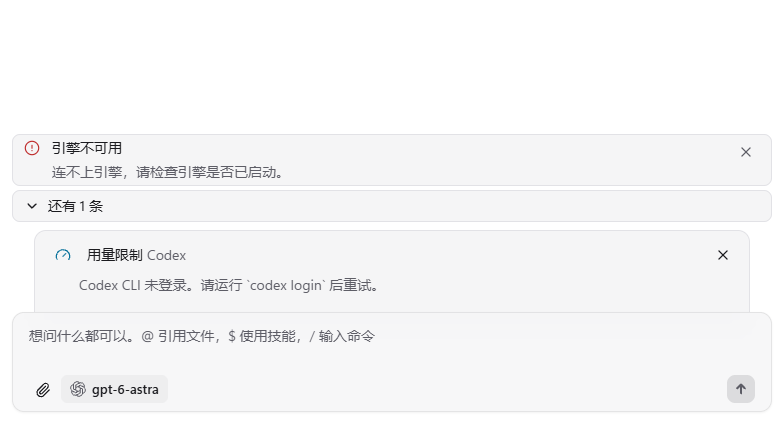 引擎不可用
连不上引擎，请检查引擎是否已启动。
还有 1 条
用量限制 Codex
Codex CLI 未登录。请运行 `codex login` 后重试。
想问什么都可以。@ 引用文件，$ 使用技能，/ 输入命令
gpt-6-astra